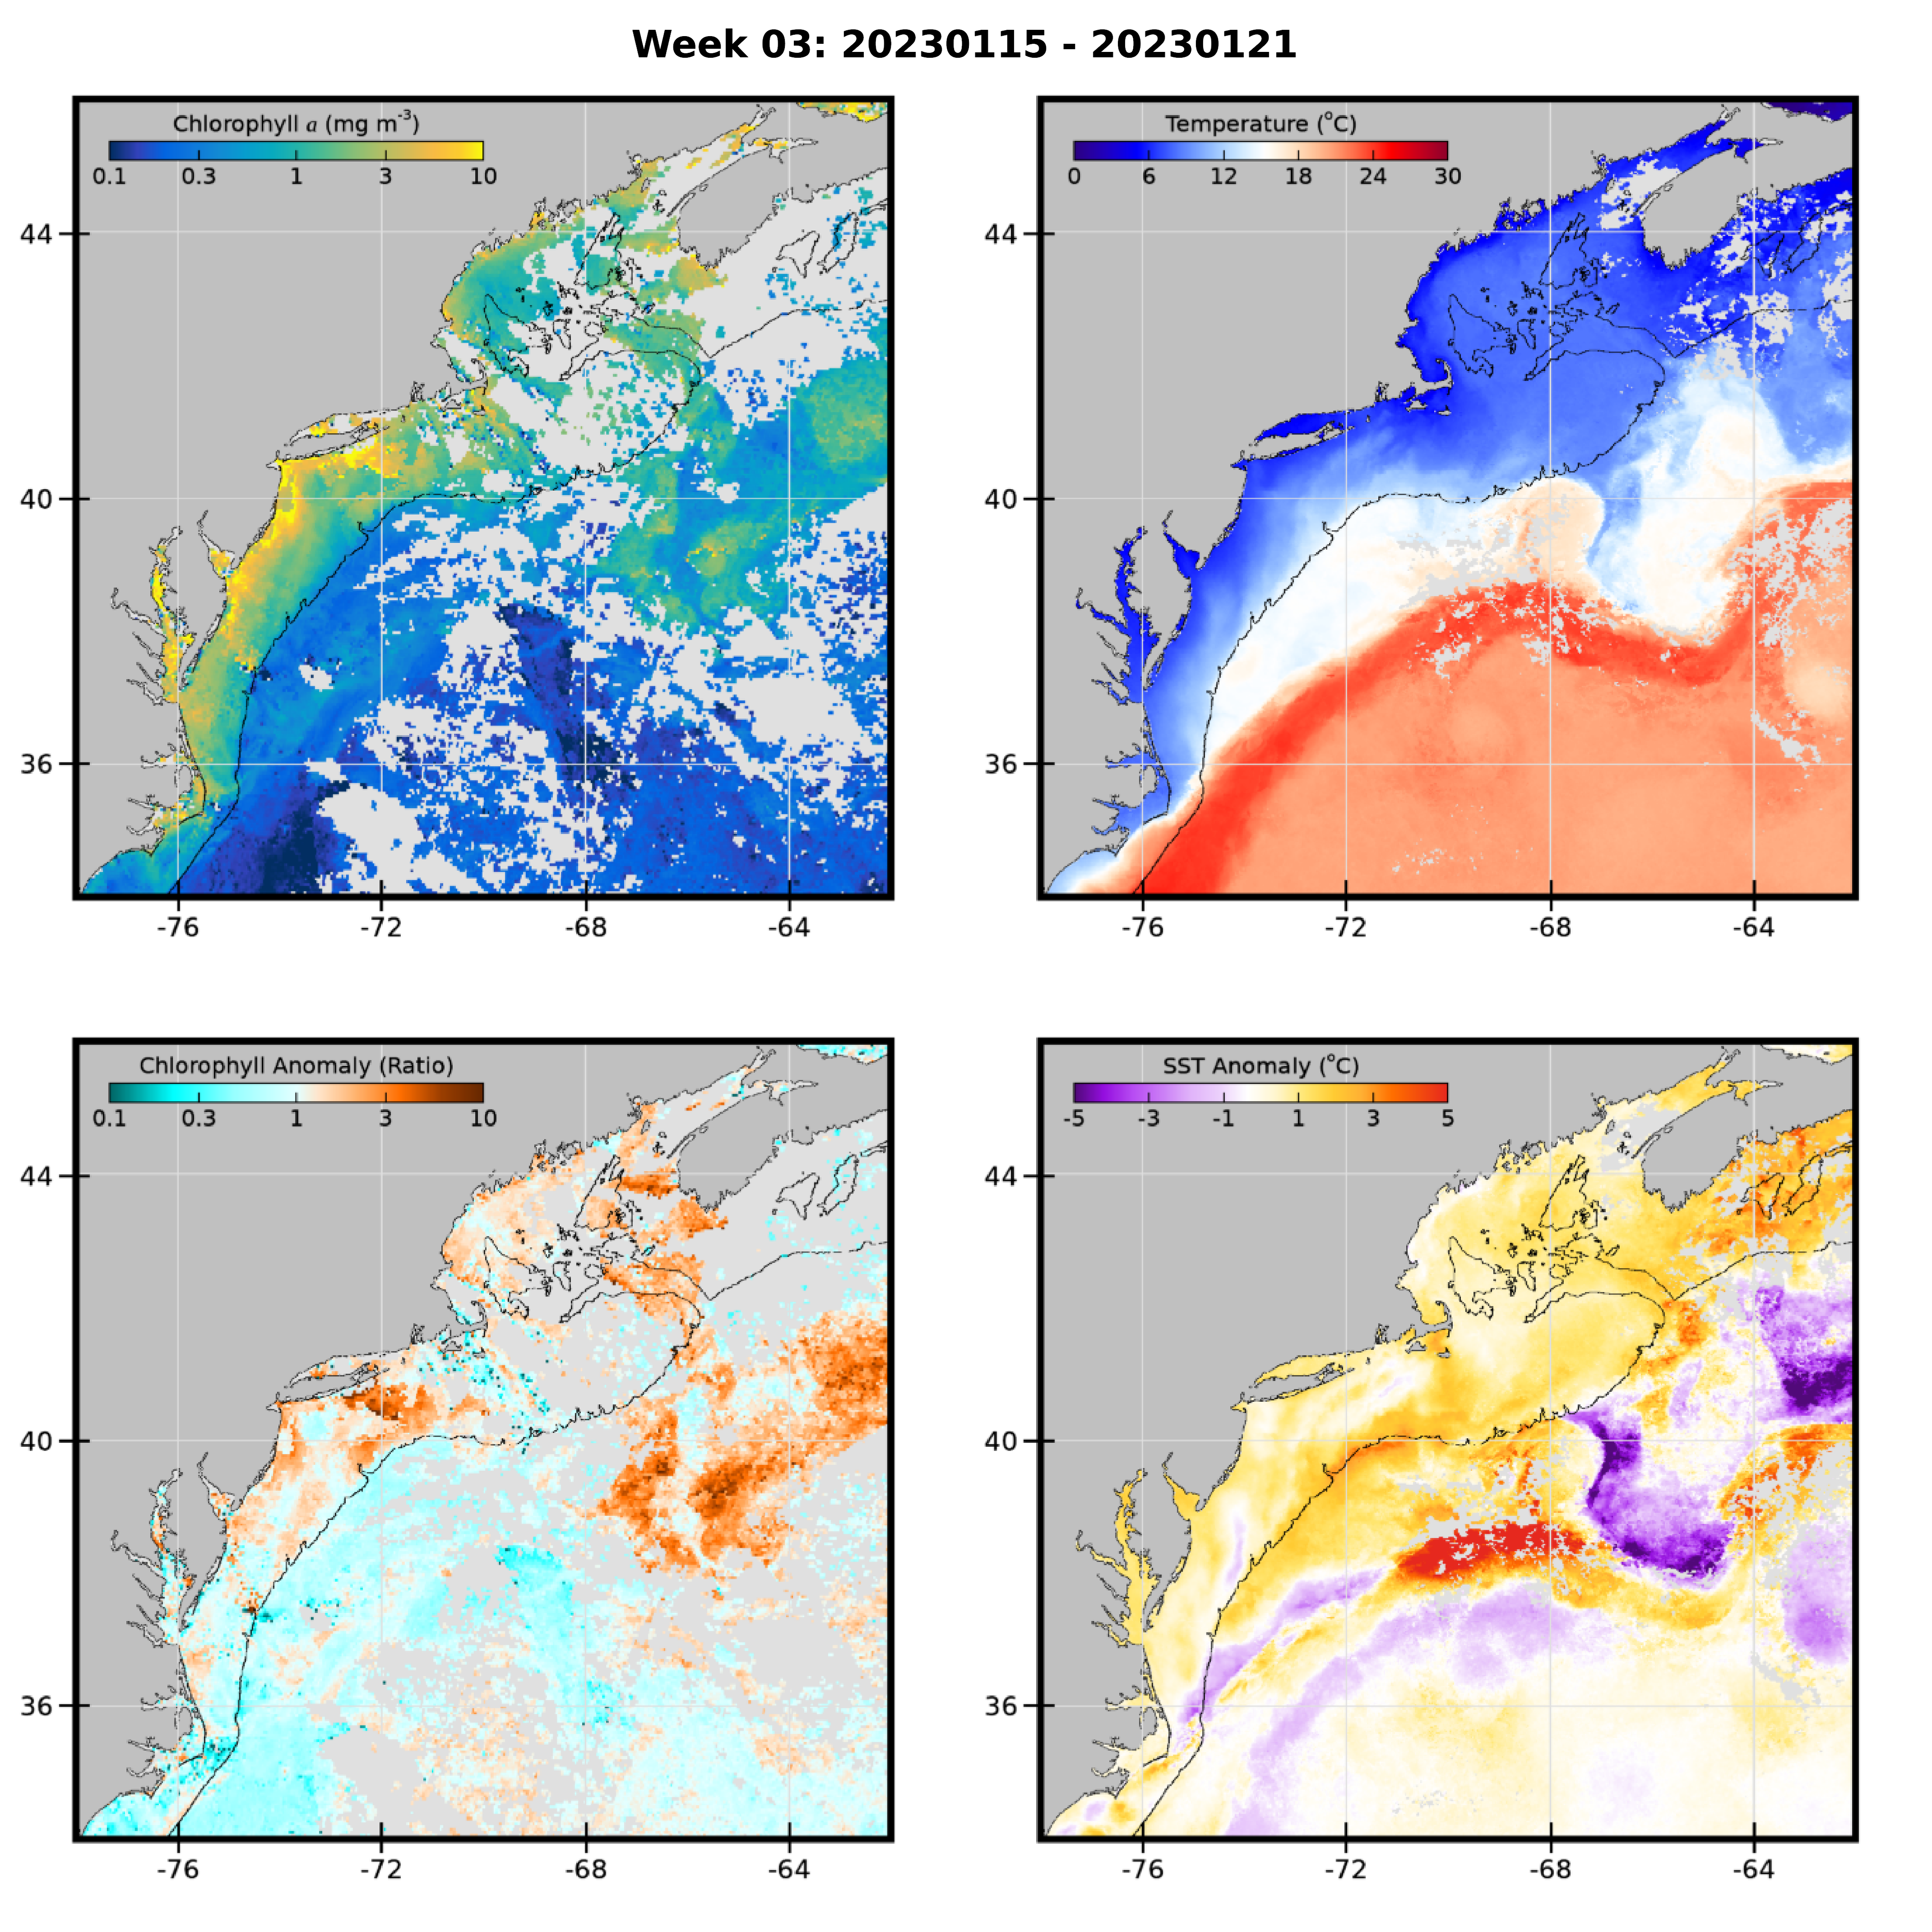 Week 03: 20230115 - 20230121
Chlorophyll a (mg m-3)
0.1 0.3 1 3 10
44
40
36
-76 -72 -68 -64
Temperature (°C)
0 6 12 18 24 30
44
40
36
-76 -72 -68 -64
Chlorophyll Anomaly (Ratio)
0.1 0.3 1 3 10
44
40
36
-76 -72 -68 -64
SST Anomaly (°C)
-5 -3 -1 1 3 5
44
40
36
-76 -72 -68 -64